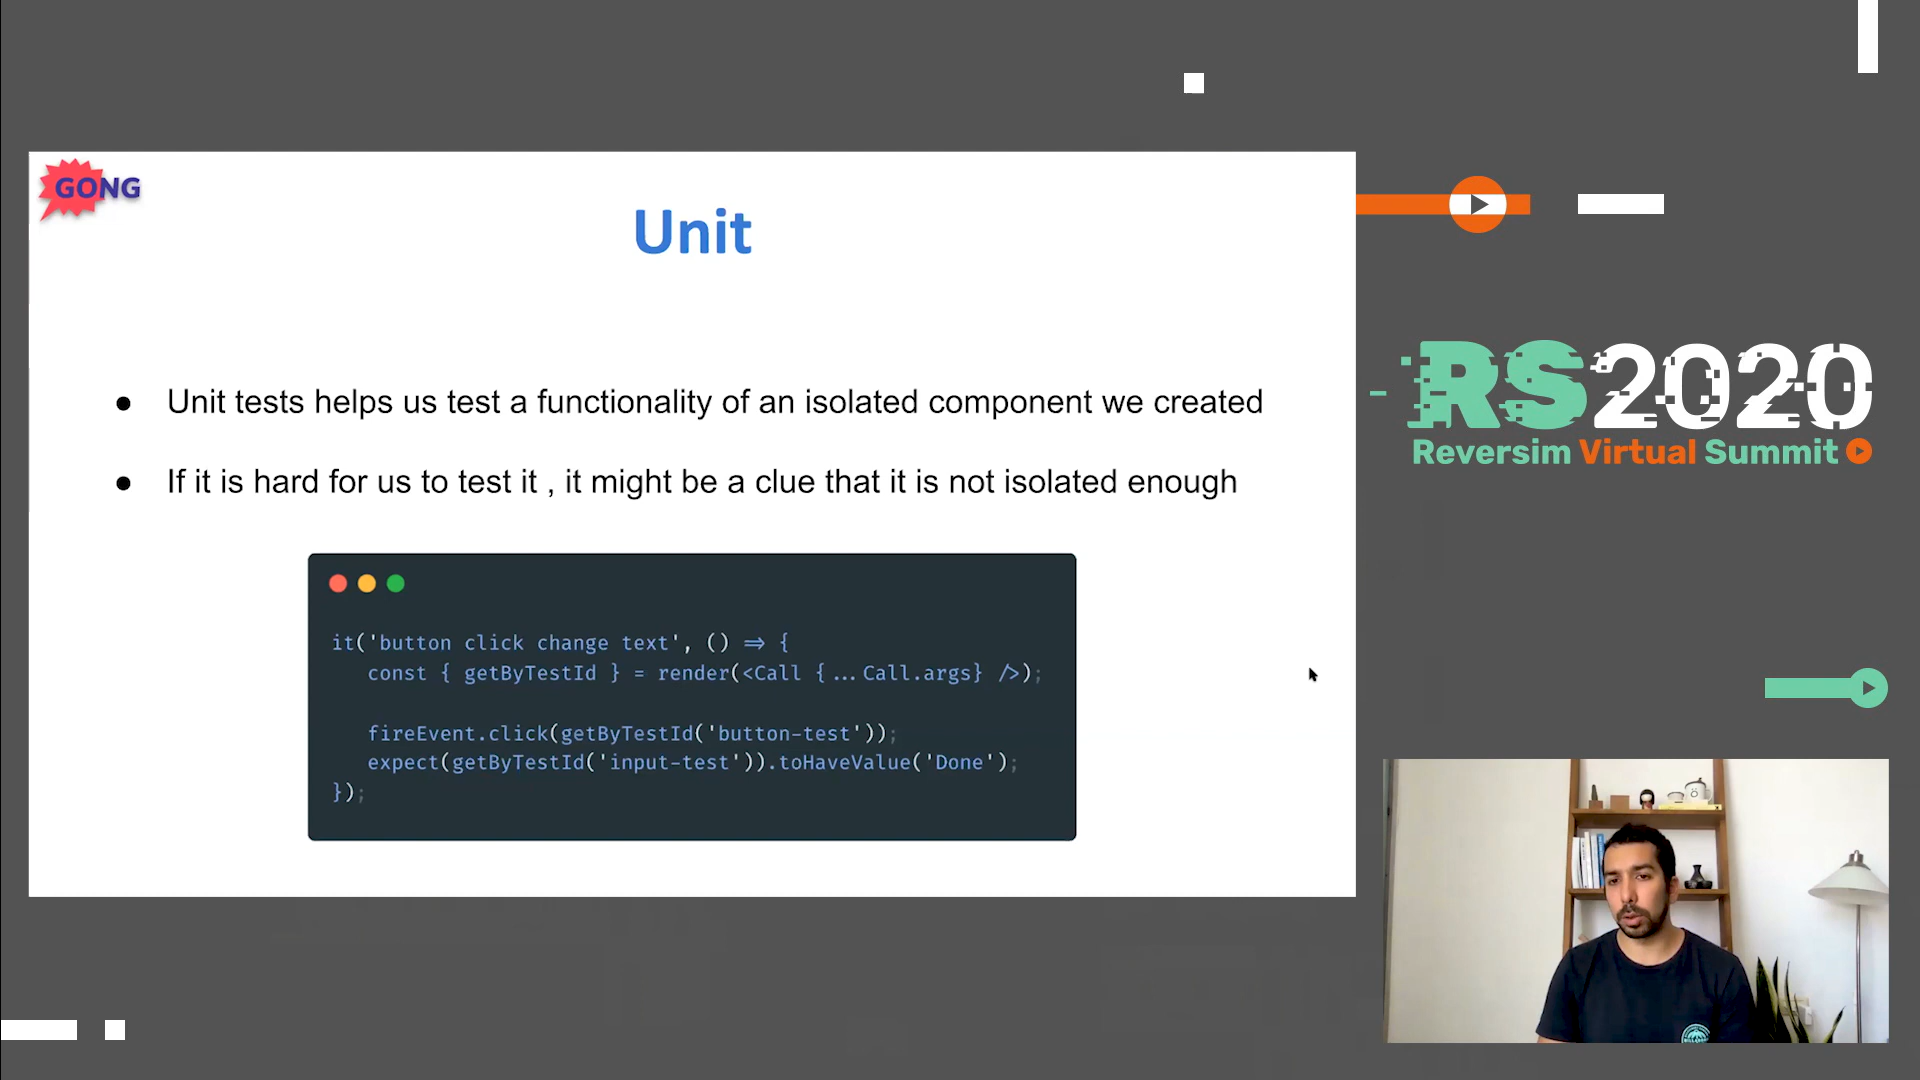 GONG
Unit
● Unit tests helps us test a functionality of an isolated component we created
● If it is hard for us to test it , it might be a clue that it is not isolated enough
it('button click change text', () => {
const { getByTestId } = render(<Call {...Call.args} />);
fireEvent.click(getByTestId('button-test'));
expect(getByTestId('input-test')).toHaveValue('Done');
});
RS2020
Reversim Virtual Summit